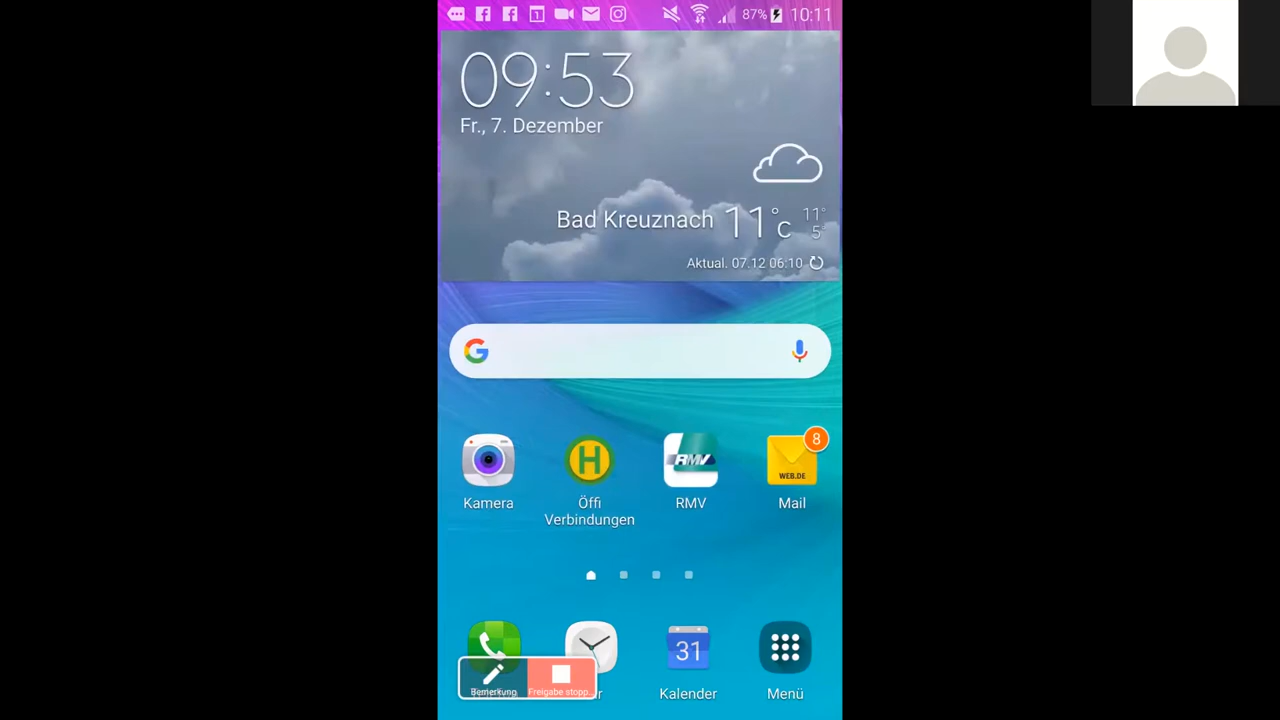 87% 10:11
09:53
Fr., 7. Dezember
Bad Kreuznach 11°C 11° 5°
Aktual. 07.12 06:10
G
H
RMV
8
WEB.DE
Kamera
Öffi Verbindungen
RMV
Mail
31
Bemerkung
Freigabe stopp..
Kalender
Menü